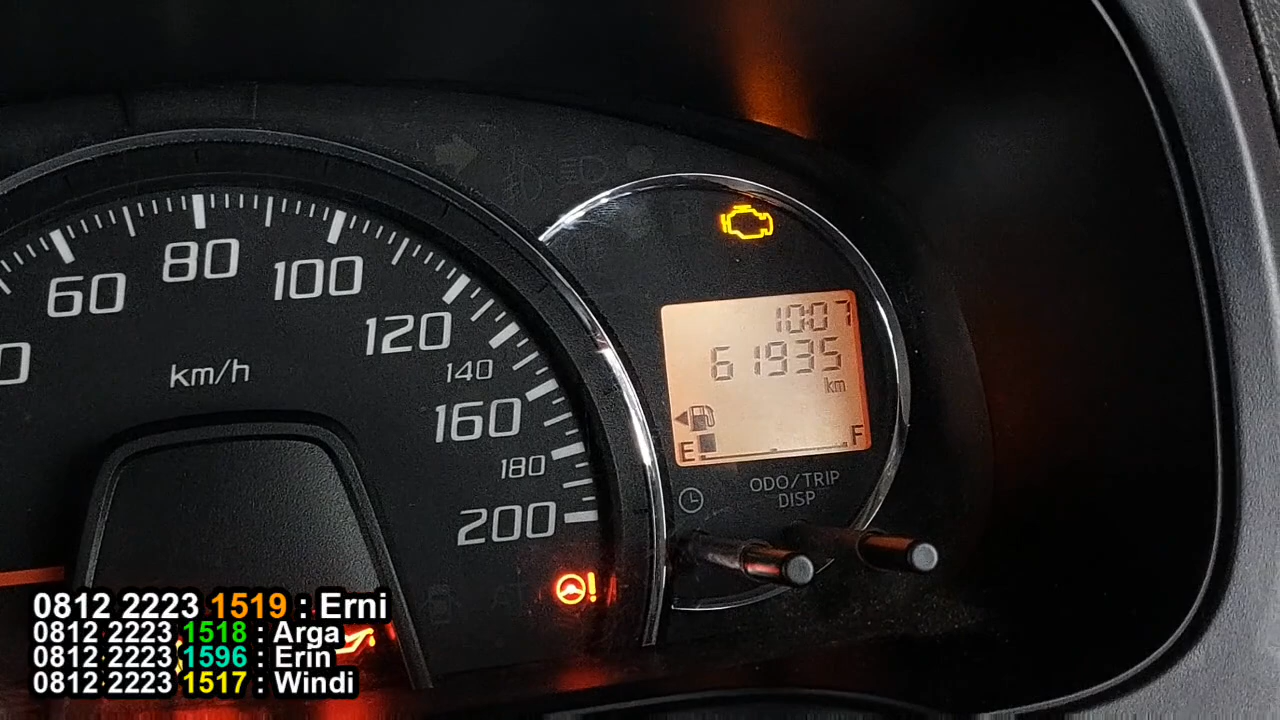 60
80
100
120
140
160
180
200
km/h
10:07
61935
km
E
F
ODO/TRIP
DISP
0812 2223 1519 : Erni
0812 2223 1518 : Arga
0812 2223 1596 : Erin
0812 2223 1517 : Windi